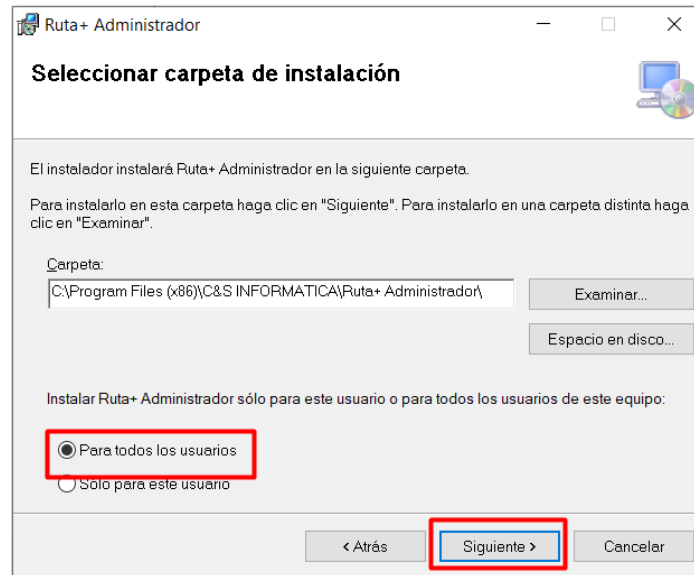 Ruta+ Administrador
Seleccionar carpeta de instalación
El instalador instalará Ruta+ Administrador en la siguiente carpeta.
Para instalarlo en esta carpeta haga clic en "Siguiente". Para instalarlo en una carpeta distinta haga
clic en "Examinar".
Carpeta:
C:\Program Files (x86)\C&S INFORMATICA\Ruta+ Administrador\
Examinar...
Espacio en disco...
Instalar Ruta+ Administrador sólo para este usuario o para todos los usuarios de este equipo:
Para todos los usuarios
Sólo para este usuario
< Atrás
Siguiente >
Cancelar